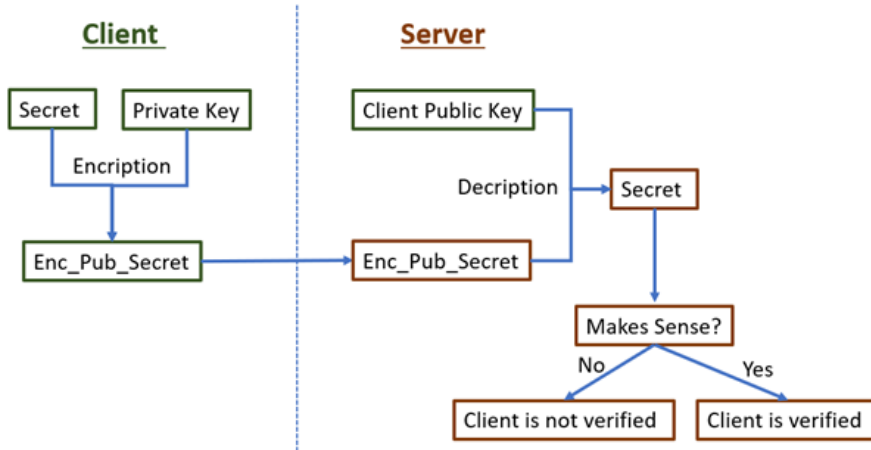 Client
Server
Secret
Private Key
Client Public Key
Encription
Decription
Secret
Enc_Pub_Secret
Enc_Pub_Secret
Makes Sense?
No
Yes
Client is not verified
Client is verified